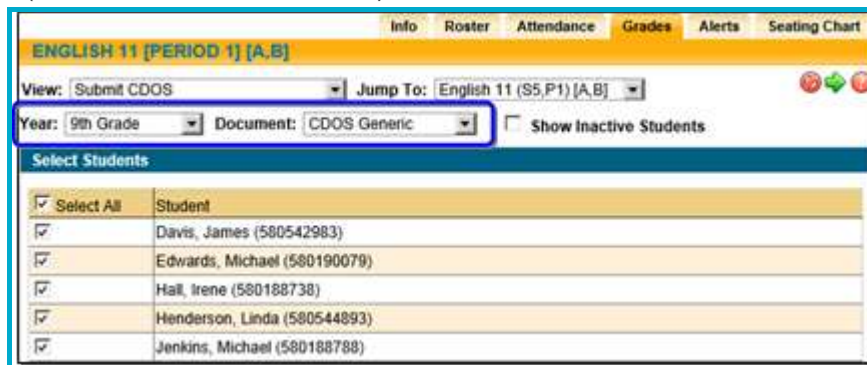 Info Roster Attendance Grades Alerts Seating Chart
ENGLISH 11 [PERIOD 1] [A,B]
View: Submit CDOS Jump To: English 11 (S5,P1) [A,B]
Year: 9th Grade Document: CDOS Generic Show Inactive Students
Select Students
Select All Student
Davis, James (580542983)
Edwards, Michael (580190079)
Hall, Irene (580188738)
Henderson, Linda (580544893)
Jenkins, Michael (580188788)